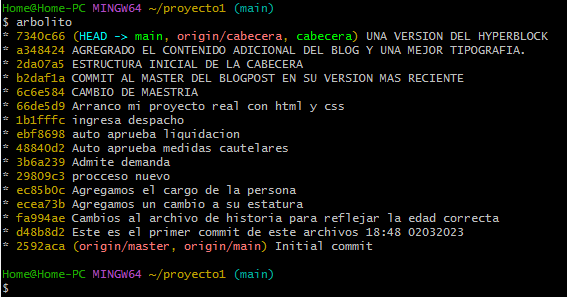 Home@Home-PC MINGW64 ~/proyecto1 (main)
$ arbolito
* 7340c66 (HEAD -> main, origin/cabecera, cabecera) UNA VERSION DEL HYPERBLOCK
* a348424 AGREGRADO EL CONTENIDO ADICIONAL DEL BLOG Y UNA MEJOR TIPOGRAFIA.
* 2da07a5 ESTRUCTURA INICIAL DE LA CABECERA
* b2daf1a COMMIT AL MASTER DEL BLOGPOST EN SU VERSION MAS RECIENTE
* 6c6e584 CAMBIO DE MAESTRIA
* 66de5d9 Arranco mi proyecto real con html y css
* 1b1fffc ingresa despacho
* ebf8698 auto aprueba liquidacion
* 48840d2 Auto aprueba medidas cautelares
* 3b6a239 Admite demanda
* 29809c3 procceso nuevo
* ec85b0c Agregamos el cargo de la persona
* ecea73b Agregamos un cambio a su estatura
* fa994ae Cambios al archivo de historia para reflejar la edad correcta
* d48b8d2 Este es el primer commit de este archivos 18:48 02032023
* 2592aca (origin/master, origin/main) Initial commit
Home@Home-PC MINGW64 ~/proyecto1 (main)
$